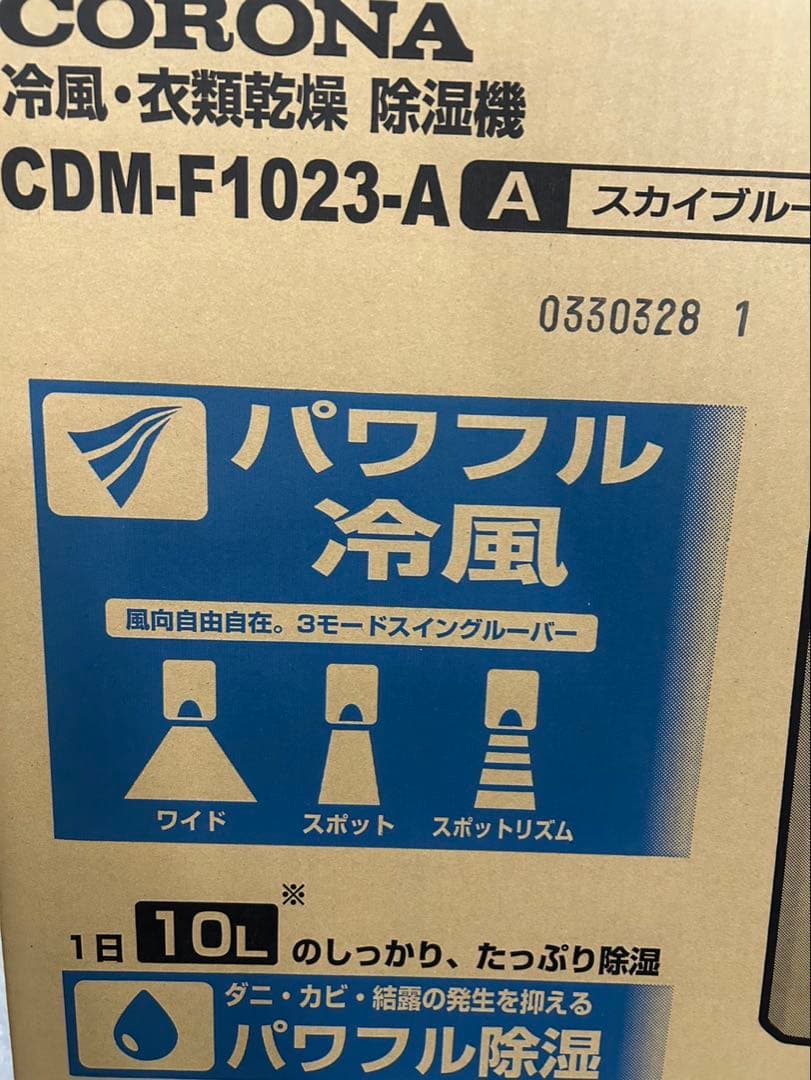 CORONA
冷風・衣類乾燥 除湿機
CDM-F1023-A A スカイブルー
0330328 1
パワフル
冷風
風向自由自在。3モードスイングルーバー
ワイド スポット スポットリズム
1日 10L※ のしっかり、たっぷり除湿
ダニ・カビ・結露の発生を抑える
パワフル除湿